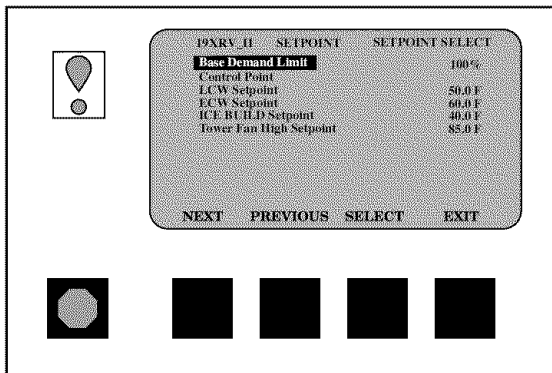 19XRV_II SETPOINT SETPOINT SELECT
Base Demand Limit 100%
Control Point
LCW Setpoint 50.0 F
ECW Setpoint 60.0 F
ICE BUILD Setpoint 40.0 F
Tower Fan High Setpoint 85.0 F
NEXT PREVIOUS SELECT EXIT